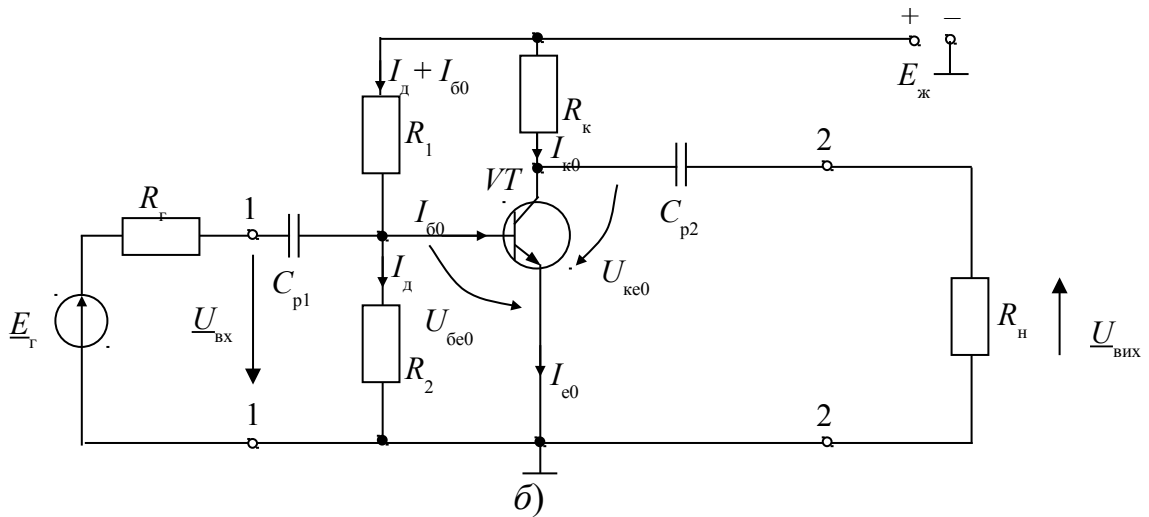 + –
E_ж
I_д + I_б0
R_1
R_к
I_к0
2
VT
R_г
1
I_б0
C_р1
C_р2
I_д
U_ке0
U_бе0
E_г
U_вх
R_2
I_е0
R_н
U_вих
1
2
б)